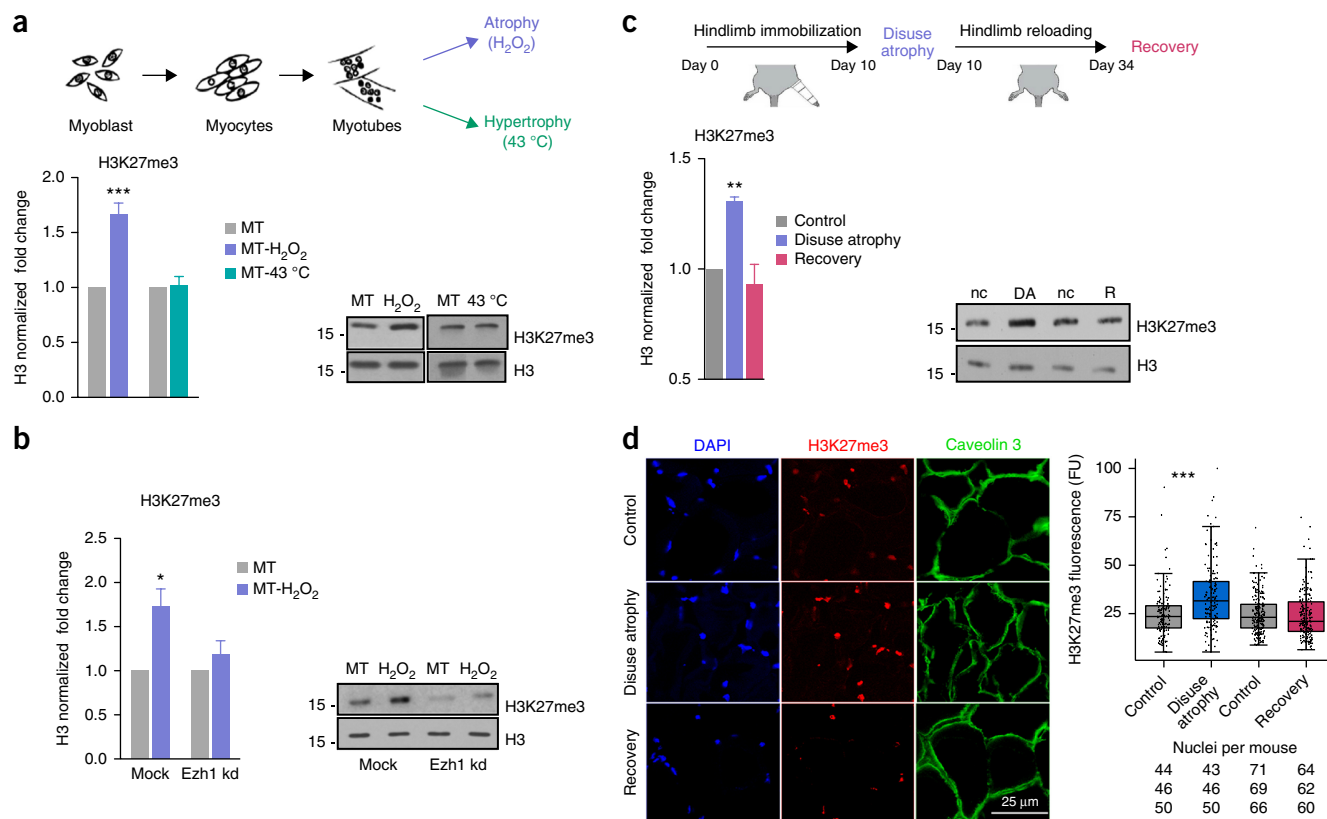 a
Atrophy
(H₂O₂)
Myoblast
Myocytes
Myotubes
Hypertrophy
(43 °C)
H3K27me3
H3 normalized fold change
2.0
1.5
1.0
0.5
0.0
***
MT
MT-H₂O₂
MT-43 °C
MT H₂O₂ MT 43 °C
15 - H3K27me3
15 - H3
b
H3K27me3
H3 normalized fold change
2.5
2.0
1.5
1.0
0.5
0.0
*
MT
MT-H₂O₂
Mock Ezh1 kd
MT H₂O₂ MT H₂O₂
15 - H3K27me3
15 - H3
Mock Ezh1 kd
c
Hindlimb immobilization
Day 0 Day 10
Disuse
atrophy
Hindlimb reloading
Day 10 Day 34
Recovery
H3K27me3
H3 normalized fold change
1.5
1.0
0.5
**
Control
Disuse atrophy
Recovery
nc DA nc R
15 - H3K27me3
15 - H3
d
DAPI H3K27me3 Caveolin 3
Control
Disuse atrophy
Recovery
25 μm
H3K27me3 fluorescence (FU)
100
75
50
25
***
Control
Disuse
atrophy
Control
Recovery
Nuclei per mouse
44 43 71 64
46 46 69 62
50 50 66 60